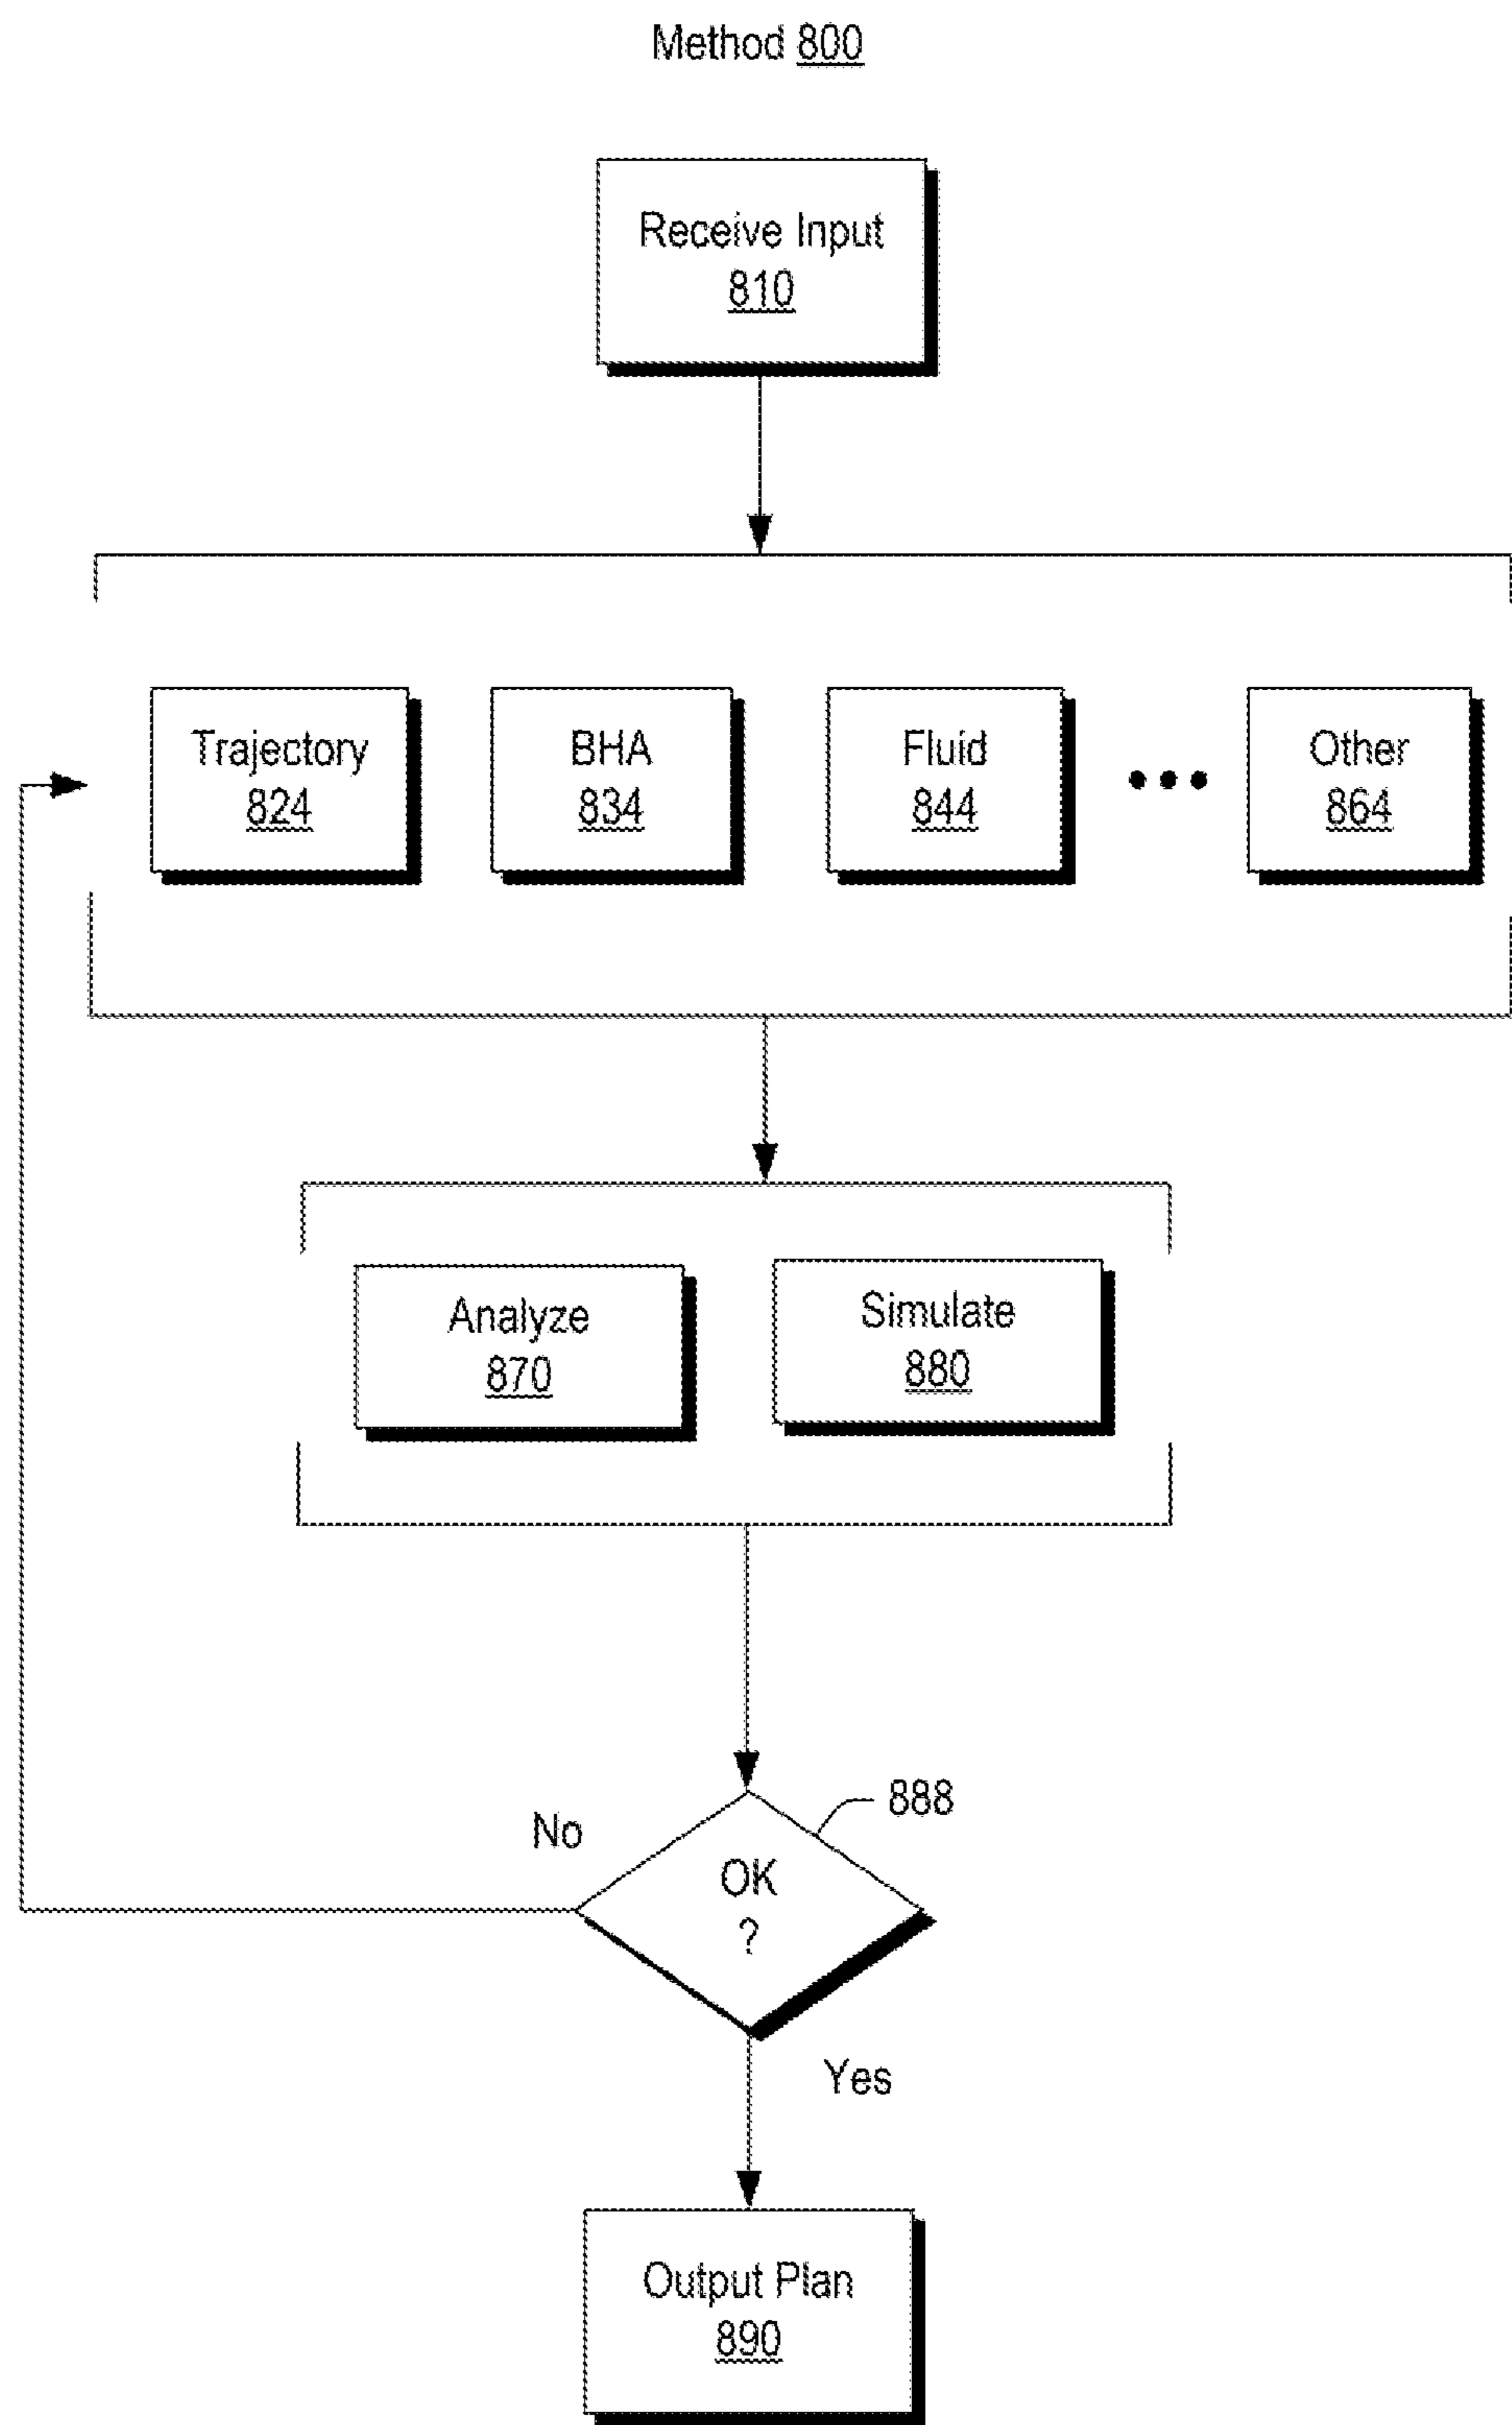 Method 800
Receive Input
810
Trajectory
824
BHA
834
Fluid
844
•••
Other
864
Analyze
870
Simulate
880
888
No
OK
?
Yes
Output Plan
890